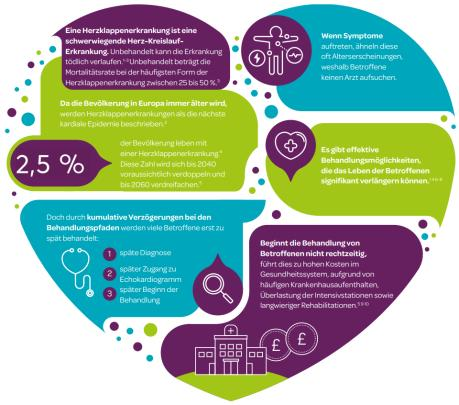 Eine Herzklappenerkrankung ist eine
schwerwiegende Herz-Kreislauf-
Erkrankung. Unbehandelt kann die Erkrankung
tödlich verlaufen.¹⁻³ Unbehandelt beträgt die
Mortalitätsrate bei der häufigsten Form der
Herzklappenerkrankung zwischen 25 bis 50 %.³
Wenn Symptome
auftreten, ähneln diese
oft Alterserscheinungen,
weshalb Betroffene
keinen Arzt aufsuchen.
Da die Bevölkerung in Europa immer älter wird,
werden Herzklappenerkrankungen als die nächste
kardiale Epidemie beschrieben.
2,5 %
der Bevölkerung leben mit
einer Herzklappenerkrankung.
Diese Zahl wird sich bis 2040
voraussichtlich verdoppeln und
bis 2060 verdreifachen.
Es gibt effektive
Behandlungsmöglichkeiten,
die das Leben der Betroffenen
signifikant verlängern können.
Doch durch kumulative Verzögerungen bei den
Behandlungspfaden werden viele Betroffene erst zu
spät behandelt:
1 späte Diagnose
2 später Zugang zu
Echokardiogramm
3 später Beginn der
Behandlung
Beginnt die Behandlung von
Betroffenen nicht rechtzeitig,
führt dies zu hohen Kosten im
Gesundheitssystem, aufgrund von
häufigen Krankenhausaufenthalten,
Überlastung der Intensivstationen sowie
langwieriger Rehabilitationen.
£
£